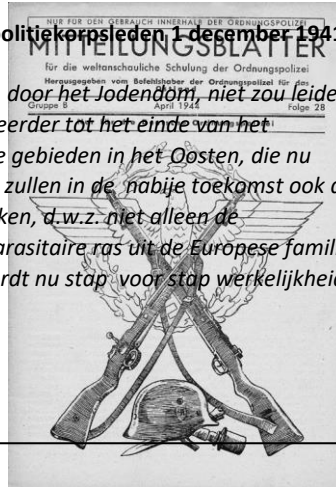 NUR FÜR DEN GEBRAUCH INNERHALB DER ORDNUNGSPOLIZEI
politiekorpsleden 1 december 1941
MITTEILUNGSBLÄTTER
für die weltanschauliche Schulung der Ordnungspolizei
Herausgegeben vom Befehlshaber der Ordnungspolizei für das
door het Jodendom, niet zou leide
Gruppe B April 1944 Folge 28
eerder tot het einde van het
e gebieden in het Oosten, die nu
zullen in de nabije toekomst ook
ken, d.w.z. niet alleen de
arasitaire ras uit de Europese famil
rdt nu stap voor stap werkelijkheid